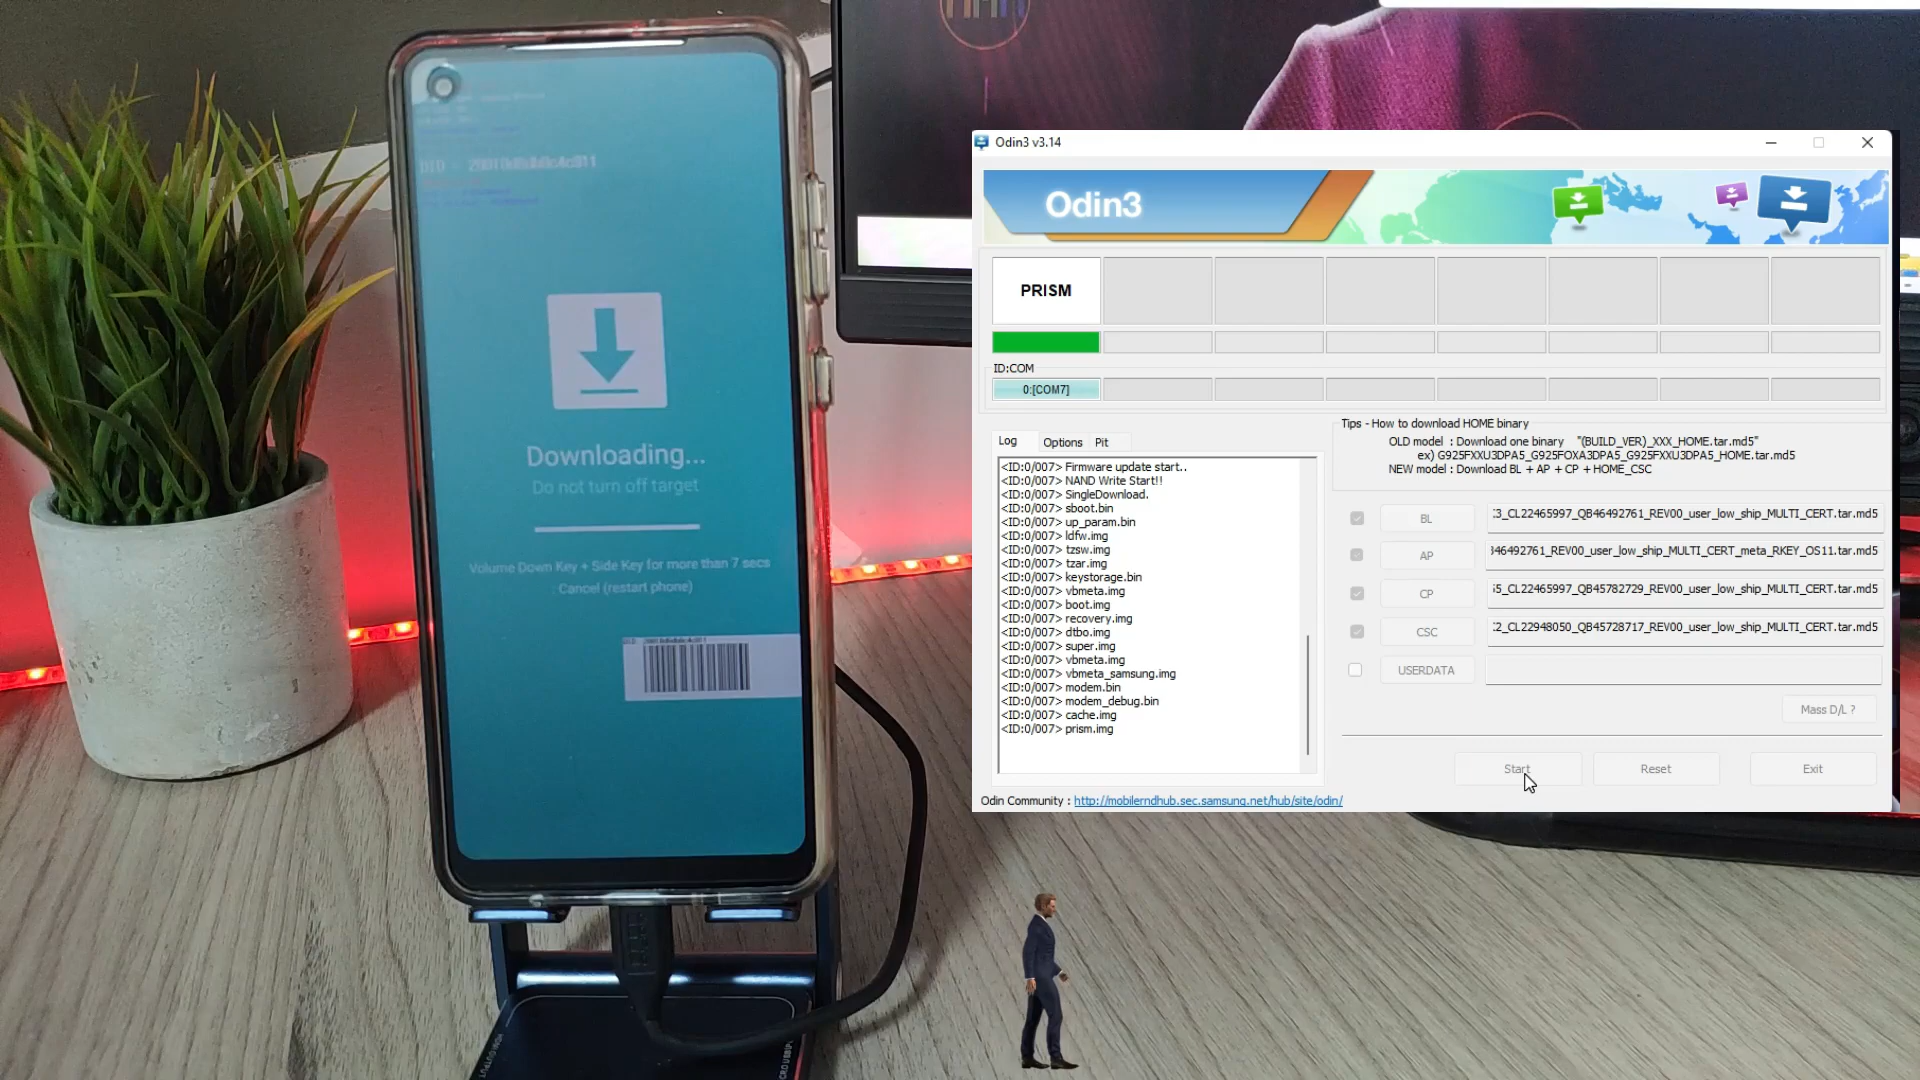 Downloading...
Do not turn off target
Volume Down Key + Side Key for more than 7 secs
: Cancel (restart phone)
Odin3 v3.14
Odin3
PRISM
ID:COM
0:[COM7]
Log
Options
Pit
<ID:0/007> Firmware update start..
<ID:0/007> NAND Write Start!!
<ID:0/007> SingleDownload.
<ID:0/007> sboot.bin
<ID:0/007> up_param.bin
<ID:0/007> ldfw.img
<ID:0/007> tzsw.img
<ID:0/007> tzar.img
<ID:0/007> keystorage.bin
<ID:0/007> vbmeta.img
<ID:0/007> boot.img
<ID:0/007> recovery.img
<ID:0/007> dtbo.img
<ID:0/007> super.img
<ID:0/007> vbmeta.img
<ID:0/007> vbmeta_samsung.img
<ID:0/007> modem.bin
<ID:0/007> modem_debug.bin
<ID:0/007> cache.img
<ID:0/007> prism.img
Tips - How to download HOME binary
OLD model : Download one binary "(BUILD_VER)_XXX_HOME.tar.md5"
ex) G925FXXU3DPA5_G925FOXA3DPA5_G925FXXU3DPA5_HOME.tar.md5
NEW model : Download BL + AP + CP + HOME_CSC
BL
_CL22465997_QB46492761_REV00_user_low_ship_MULTI_CERT.tar.md5
AP
46492761_REV00_user_low_ship_MULTI_CERT_meta_RKEY_OS11.tar.md5
CP
_CL22465997_QB45782729_REV00_user_low_ship_MULTI_CERT.tar.md5
CSC
_CL22948050_QB45728717_REV00_user_low_ship_MULTI_CERT.tar.md5
USERDATA
Mass D/L ?
Start
Reset
Exit
Odin Community : http://mobilerndhub.sec.samsung.net/hub/site/odin/